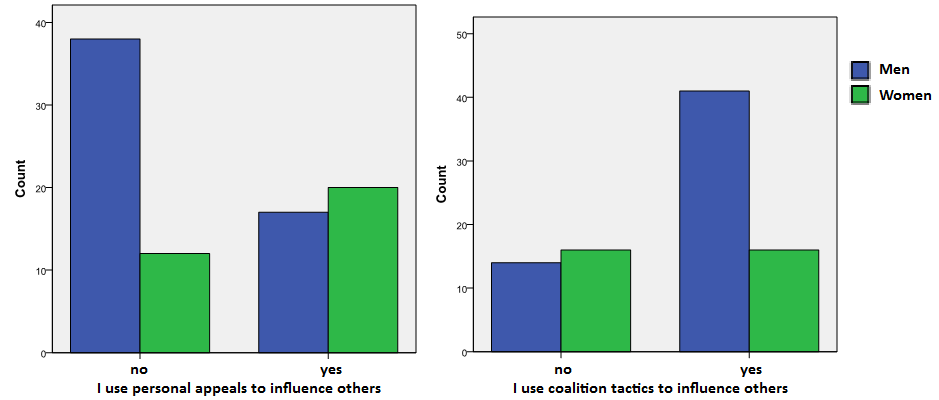 Count
40
30
20
10
0
no
yes
I use personal appeals to influence others
Count
50
40
30
20
10
0
no
yes
I use coalition tactics to influence others
Men
Women